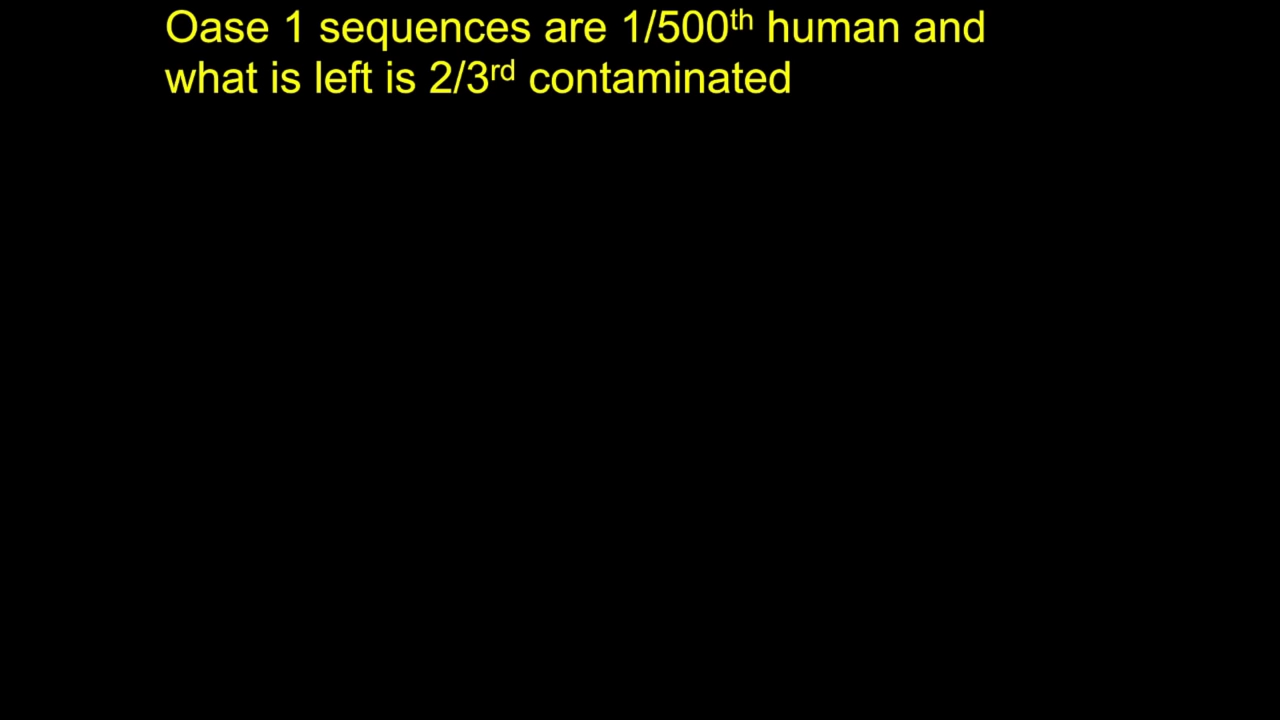 Oase 1 sequences are 1/500th human and
what is left is 2/3rd contaminated